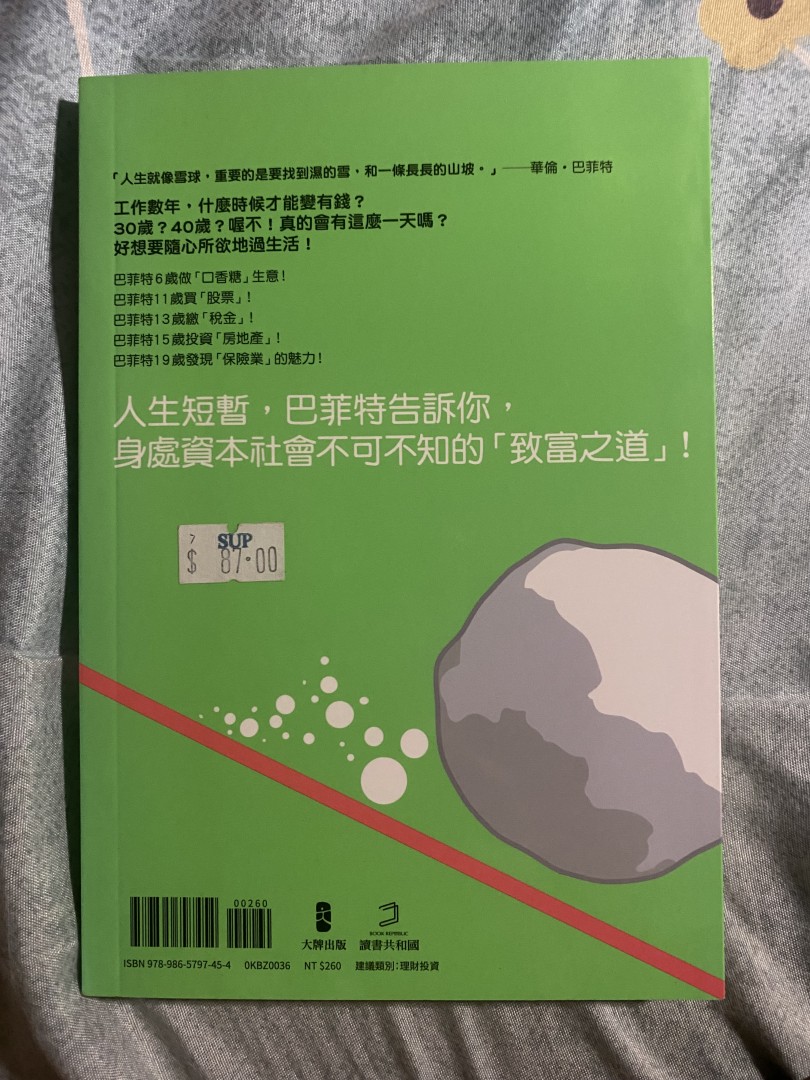 「人生就像雪球，重要的是要找到濕的雪，和一條長長的山坡。」——華倫・巴菲特
工作數年，什麼時候才能變有錢？
30歲？40歲？喔不！真的會有這麼一天嗎？
好想要隨心所欲地過生活！
巴菲特6歲做「口香糖」生意！
巴菲特11歲買「股票」！
巴菲特13歲繳「稅金」！
巴菲特15歲投資「房地產」！
巴菲特19歲發現「保險業」的魅力！
人生短暫，巴菲特告訴你，
身處資本社會不可不知的「致富之道」！
7 SUP
$ 87.00
00260
大牌出版
BOOK REPUBLIC
讀書共和國
ISBN 978-986-5797-45-4 0KBZ0036 NT $260 建議類別：理財投資